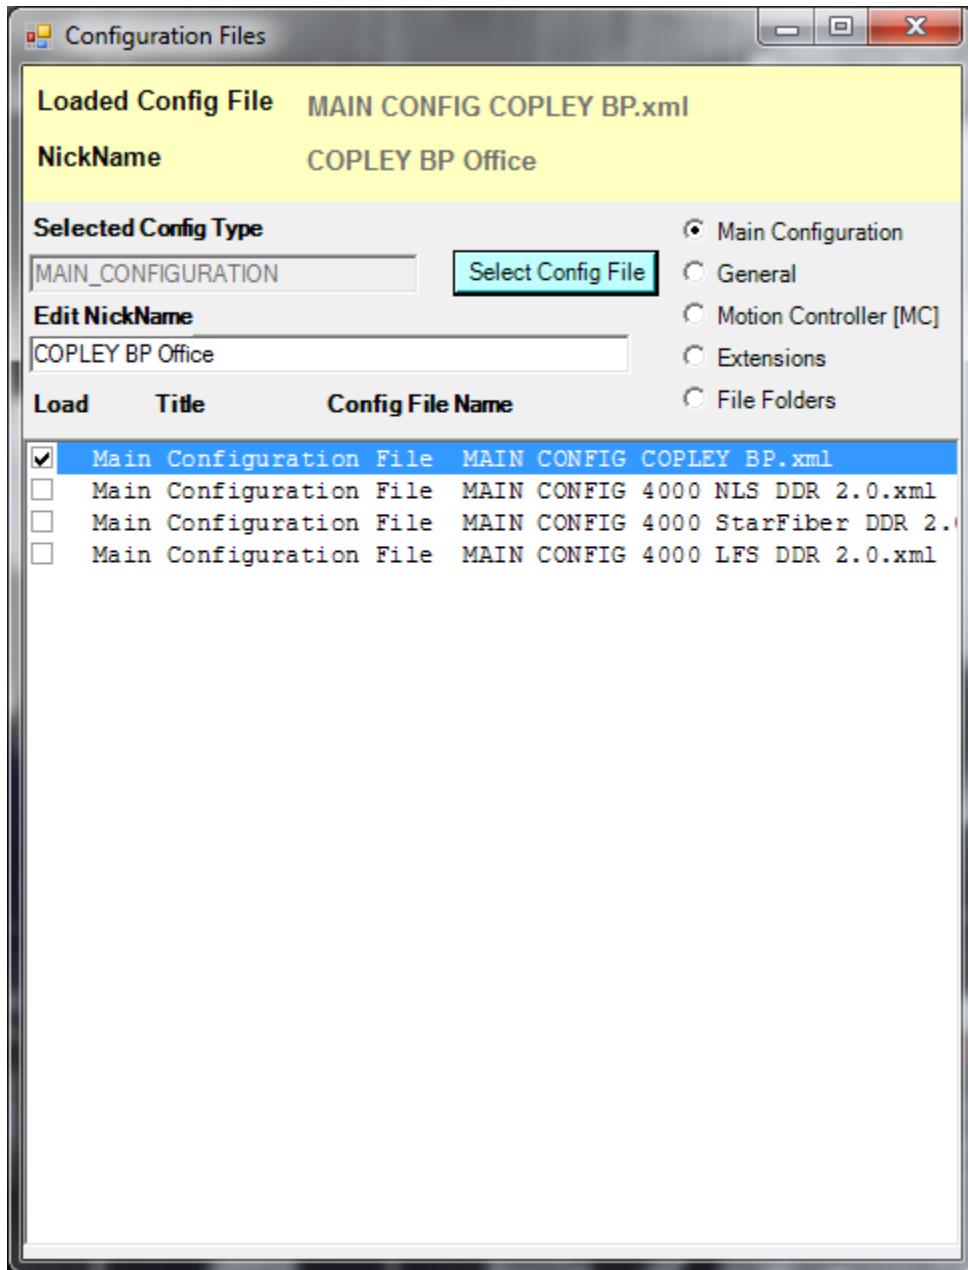 Configuration Files
Loaded Config File MAIN CONFIG COPLEY BP.xml
NickName COPLEY BP Office
Selected Config Type
MAIN_CONFIGURATION
Select Config File
Edit NickName
COPLEY BP Office
Main Configuration
General
Motion Controller [MC]
Extensions
File Folders
Load Title Config File Name
Main Configuration File MAIN CONFIG COPLEY BP.xml
Main Configuration File MAIN CONFIG 4000 NLS DDR 2.0.xml
Main Configuration File MAIN CONFIG 4000 StarFiber DDR 2.
Main Configuration File MAIN CONFIG 4000 LFS DDR 2.0.xml